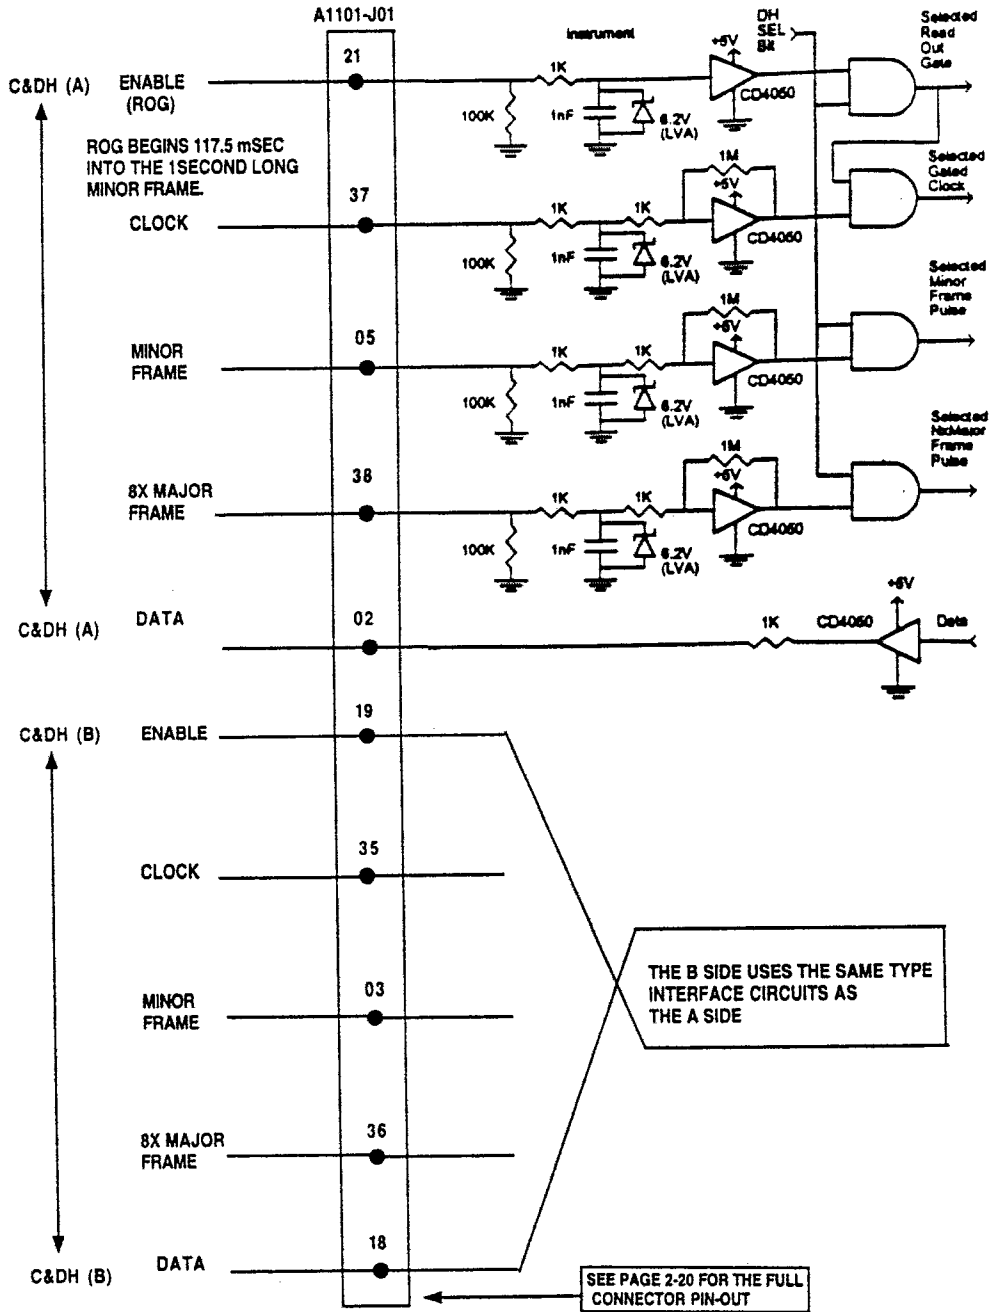 A1101-J01
Instrument
DH
SEL
Bit
Selected
Read
Out
Gate
C&DH (A)
ENABLE
(ROG)
21
1K
+5V
CD4050
100K
1nF
6.2V
(LVA)
ROG BEGINS 117.5 mSEC
INTO THE 1SECOND LONG
MINOR FRAME.
CLOCK
37
1K
1K
1M
+5V
CD4050
100K
1nF
6.2V
(LVA)
Selected
Gated
Clock
MINOR
FRAME
05
1K
1K
1M
+5V
CD4050
100K
1nF
6.2V
(LVA)
Selected
Minor
Frame
Pulse
8X MAJOR
FRAME
38
1K
1K
1M
+5V
CD4050
100K
1nF
6.2V
(LVA)
Selected
NxMajor
Frame
Pulse
C&DH (A)
DATA
02
1K
CD4050
+5V
Data
C&DH (B)
ENABLE
19
CLOCK
35
MINOR
FRAME
03
THE B SIDE USES THE SAME TYPE
INTERFACE CIRCUITS AS
THE A SIDE
8X MAJOR
FRAME
36
C&DH (B)
DATA
18
SEE PAGE 2-20 FOR THE FULL
CONNECTOR PIN-OUT